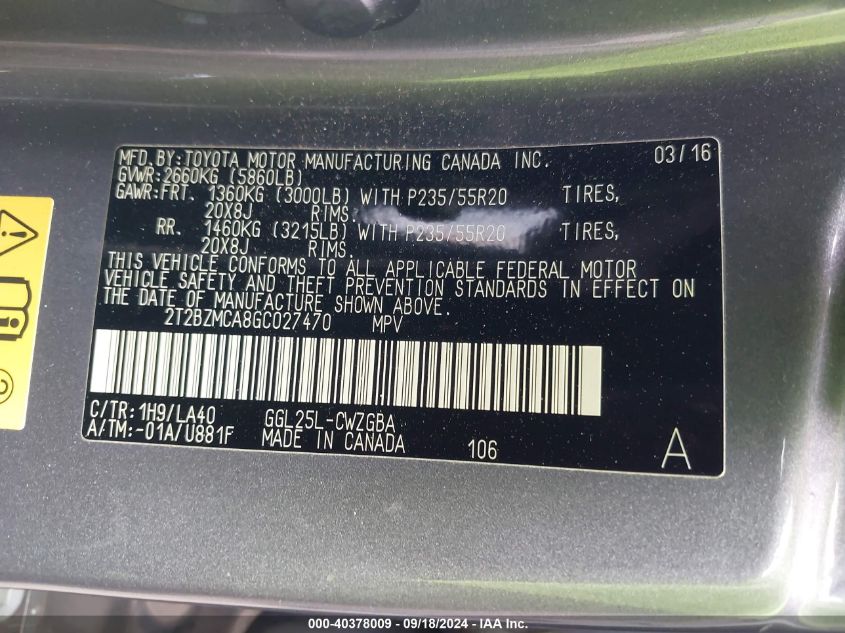 MFD. BY: TOYOTA MOTOR MANUFACTURING CANADA INC. 03/16
GVWR: 2660KG (5860LB)
GAWR: FRT. 1360KG (3000LB) WITH P235/55R20 TIRES,
20X8J RIMS.
RR. 1460KG (3215LB) WITH P235/55R20 TIRES,
20X8J RIMS.
THIS VEHICLE CONFORMS TO ALL APPLICABLE FEDERAL MOTOR
VEHICLE SAFETY AND THEFT PREVENTION STANDARDS IN EFFECT ON
THE DATE OF MANUFACTURE SHOWN ABOVE.
2T2BZMCA8GC027470 MPV
C/TR: 1H9/LA40 GGL25L-CWZGBA
A/TM: -01A/U881F MADE IN CANADA 106 A
000-40378009 - 09/18/2024 - IAA Inc.